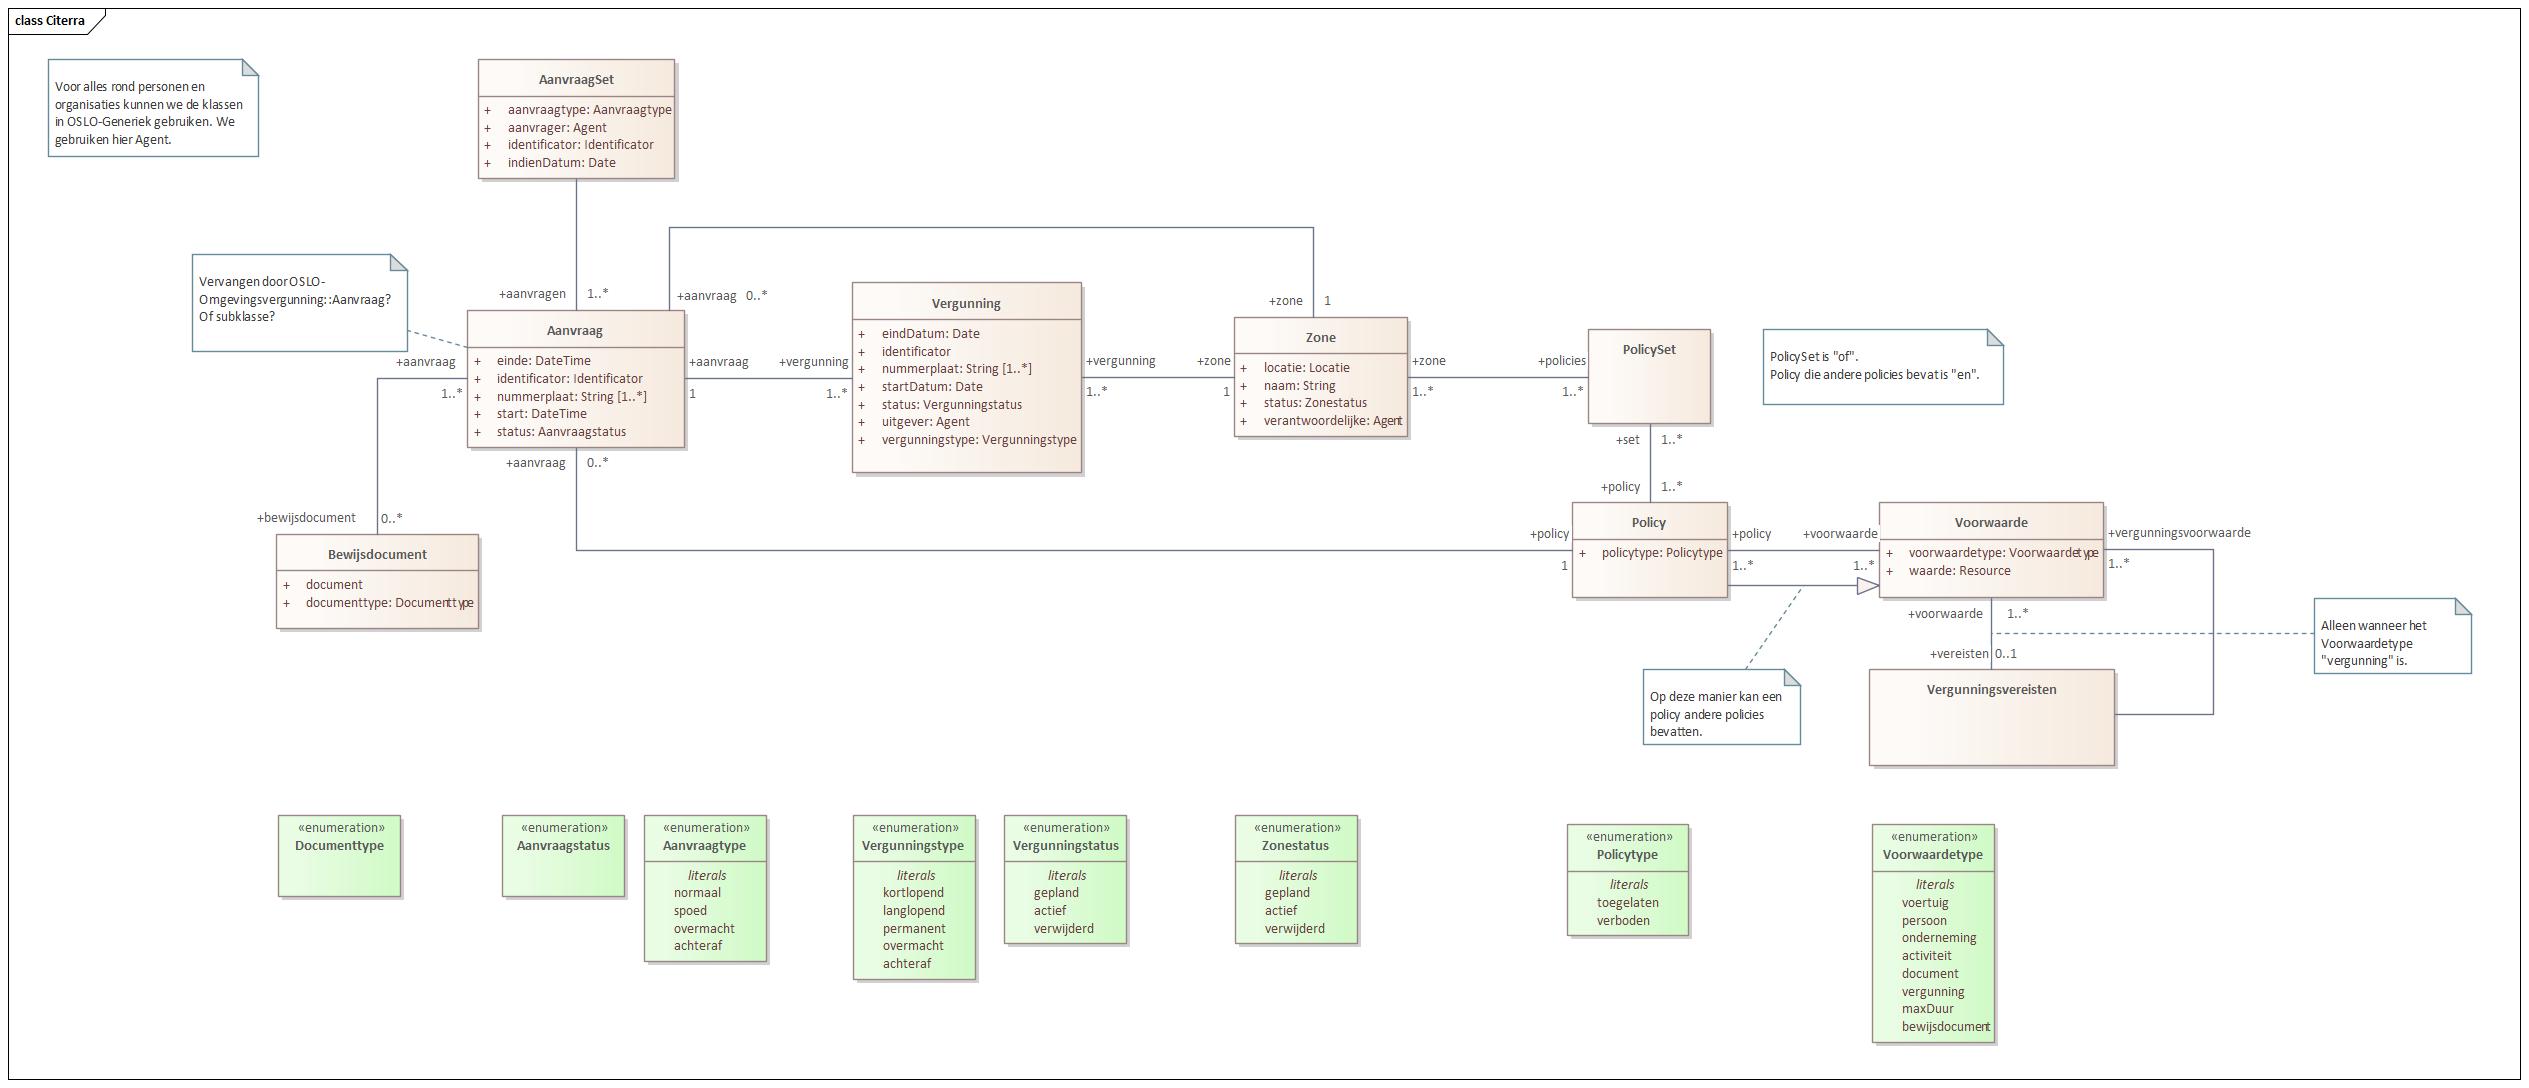 class Citerra
Voor alles rond personen en
organisaties kunnen we de klassen
in OSLO-Generiek gebruiken. We
gebruiken hier Agent.
AanvraagSet
+ aanvraagtype: Aanvraagtype
+ aanvrager: Agent
+ identificator: Identificator
+ indienDatum: Date
Vervangen door OSLO-
Omgevingsvergunning::Aanvraag?
Of subklasse?
+aanvragen 1..*
+aanvraag 0..*
Aanvraag
+ einde: DateTime
+ identificator: Identificator
+ nummerplaat: String [1..*]
+ start: DateTime
+ status: Aanvraagstatus
+aanvraag
1..*
+aanvraag
1
+vergunning
1..*
Vergunning
+ eindDatum: Date
+ identificator
+ nummerplaat: String [1..*]
+ startDatum: Date
+ status: Vergunningstatus
+ uitgever: Agent
+ vergunningstype: Vergunningstype
+vergunning
1..*
+zone
1
+zone 1
Zone
+ locatie: Locatie
+ naam: String
+ status: Zonestatus
+ verantwoordelijke: Agent
+zone
1..*
+policies
1..*
PolicySet
PolicySet is "of".
Policy die andere policies bevat is "en".
+set 1..*
+policy 1..*
+aanvraag 0..*
+bewijsdocument 0..*
Bewijsdocument
+ document
+ documenttype: Documenttype
+policy
1
Policy
+ policytype: Policytype
+policy
1..*
+voorwaarde
1..*
Voorwaarde
+ voorwaardetype: Voorwaardetype
+ waarde: Resource
+vergunningsvoorwaarde
1..*
+voorwaarde 1..*
+vereisten 0..1
Alleen wanneer het
Voorwaardetype
"vergunning" is.
Op deze manier kan een
policy andere policies
bevatten.
Vergunningsvereisten
«enumeration»
Documenttype
«enumeration»
Aanvraagstatus
«enumeration»
Aanvraagtype
literals
normaal
spoed
overmacht
achteraf
«enumeration»
Vergunningstype
literals
kortlopend
langlopend
permanent
overmacht
achteraf
«enumeration»
Vergunningstatus
literals
gepland
actief
verwijderd
«enumeration»
Zonestatus
literals
gepland
actief
verwijderd
«enumeration»
Policytype
literals
toegelaten
verboden
«enumeration»
Voorwaardetype
literals
voertuig
persoon
onderneming
activiteit
document
vergunning
maxDuur
bewijsdocument